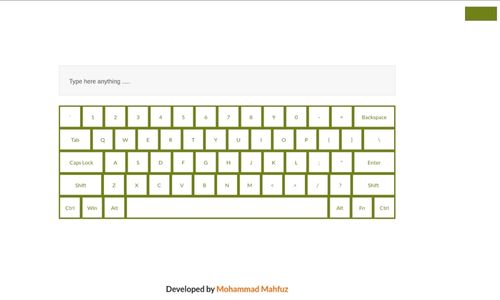 Type here anything .....
` 1 2 3 4 5 6 7 8 9 0 - = Backspace
Tab Q W E R T Y U I O P [ ] \
Caps Lock A S D F G H J K L ; " Enter
Shift Z X C V B N M < + / ? Shift
Ctrl Win Alt Alt Fn Ctrl
Developed by Mohammad Mahfuz